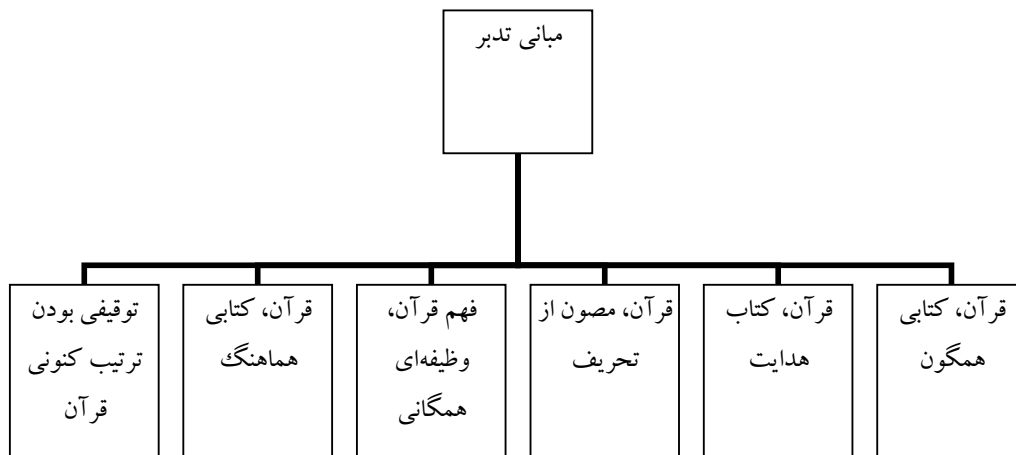 مبانی تدبر
قرآن، کتابی
همگون
قرآن، کتاب
هدایت
قرآن، مصون از
تحریف
فهم قرآن،
وظیفه‌ای
همگانی
قرآن، کتابی
هماهنگ
توقیفی بودن
ترتیب کنونی
قرآن